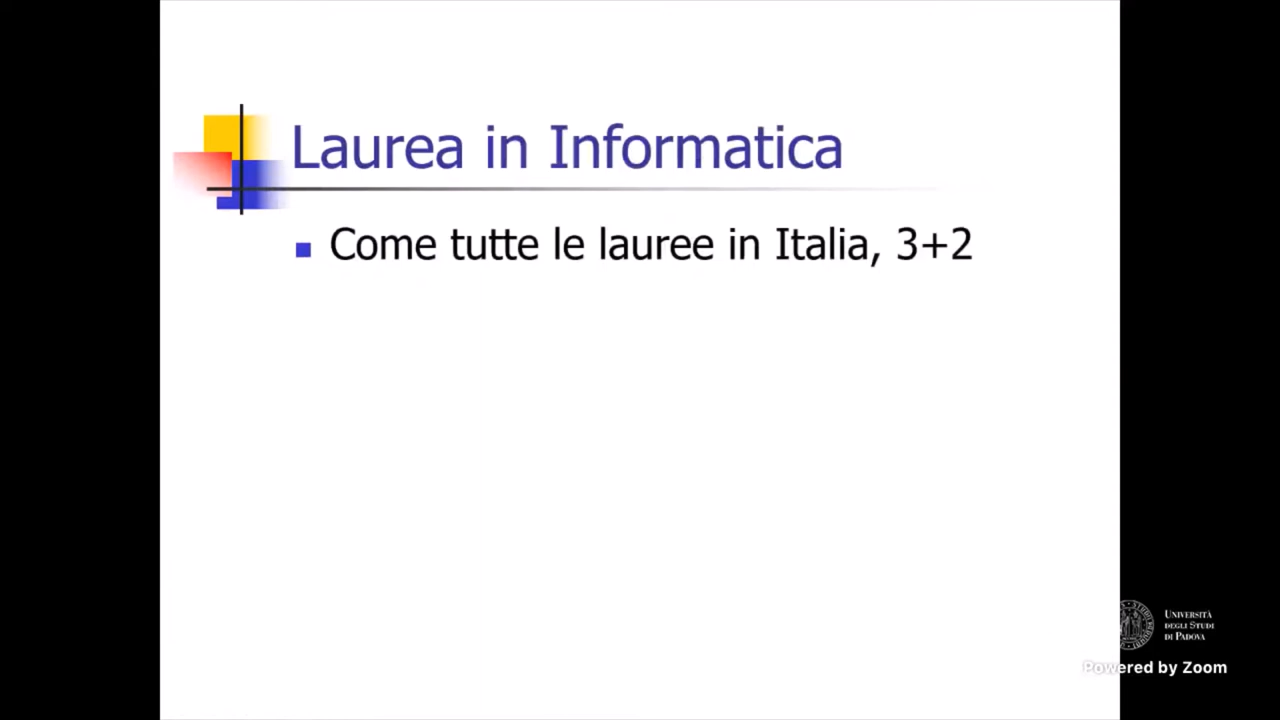 Laurea in Informatica
Come tutte le lauree in Italia, 3+2
Università
degli Studi
di Padova
Powered by Zoom